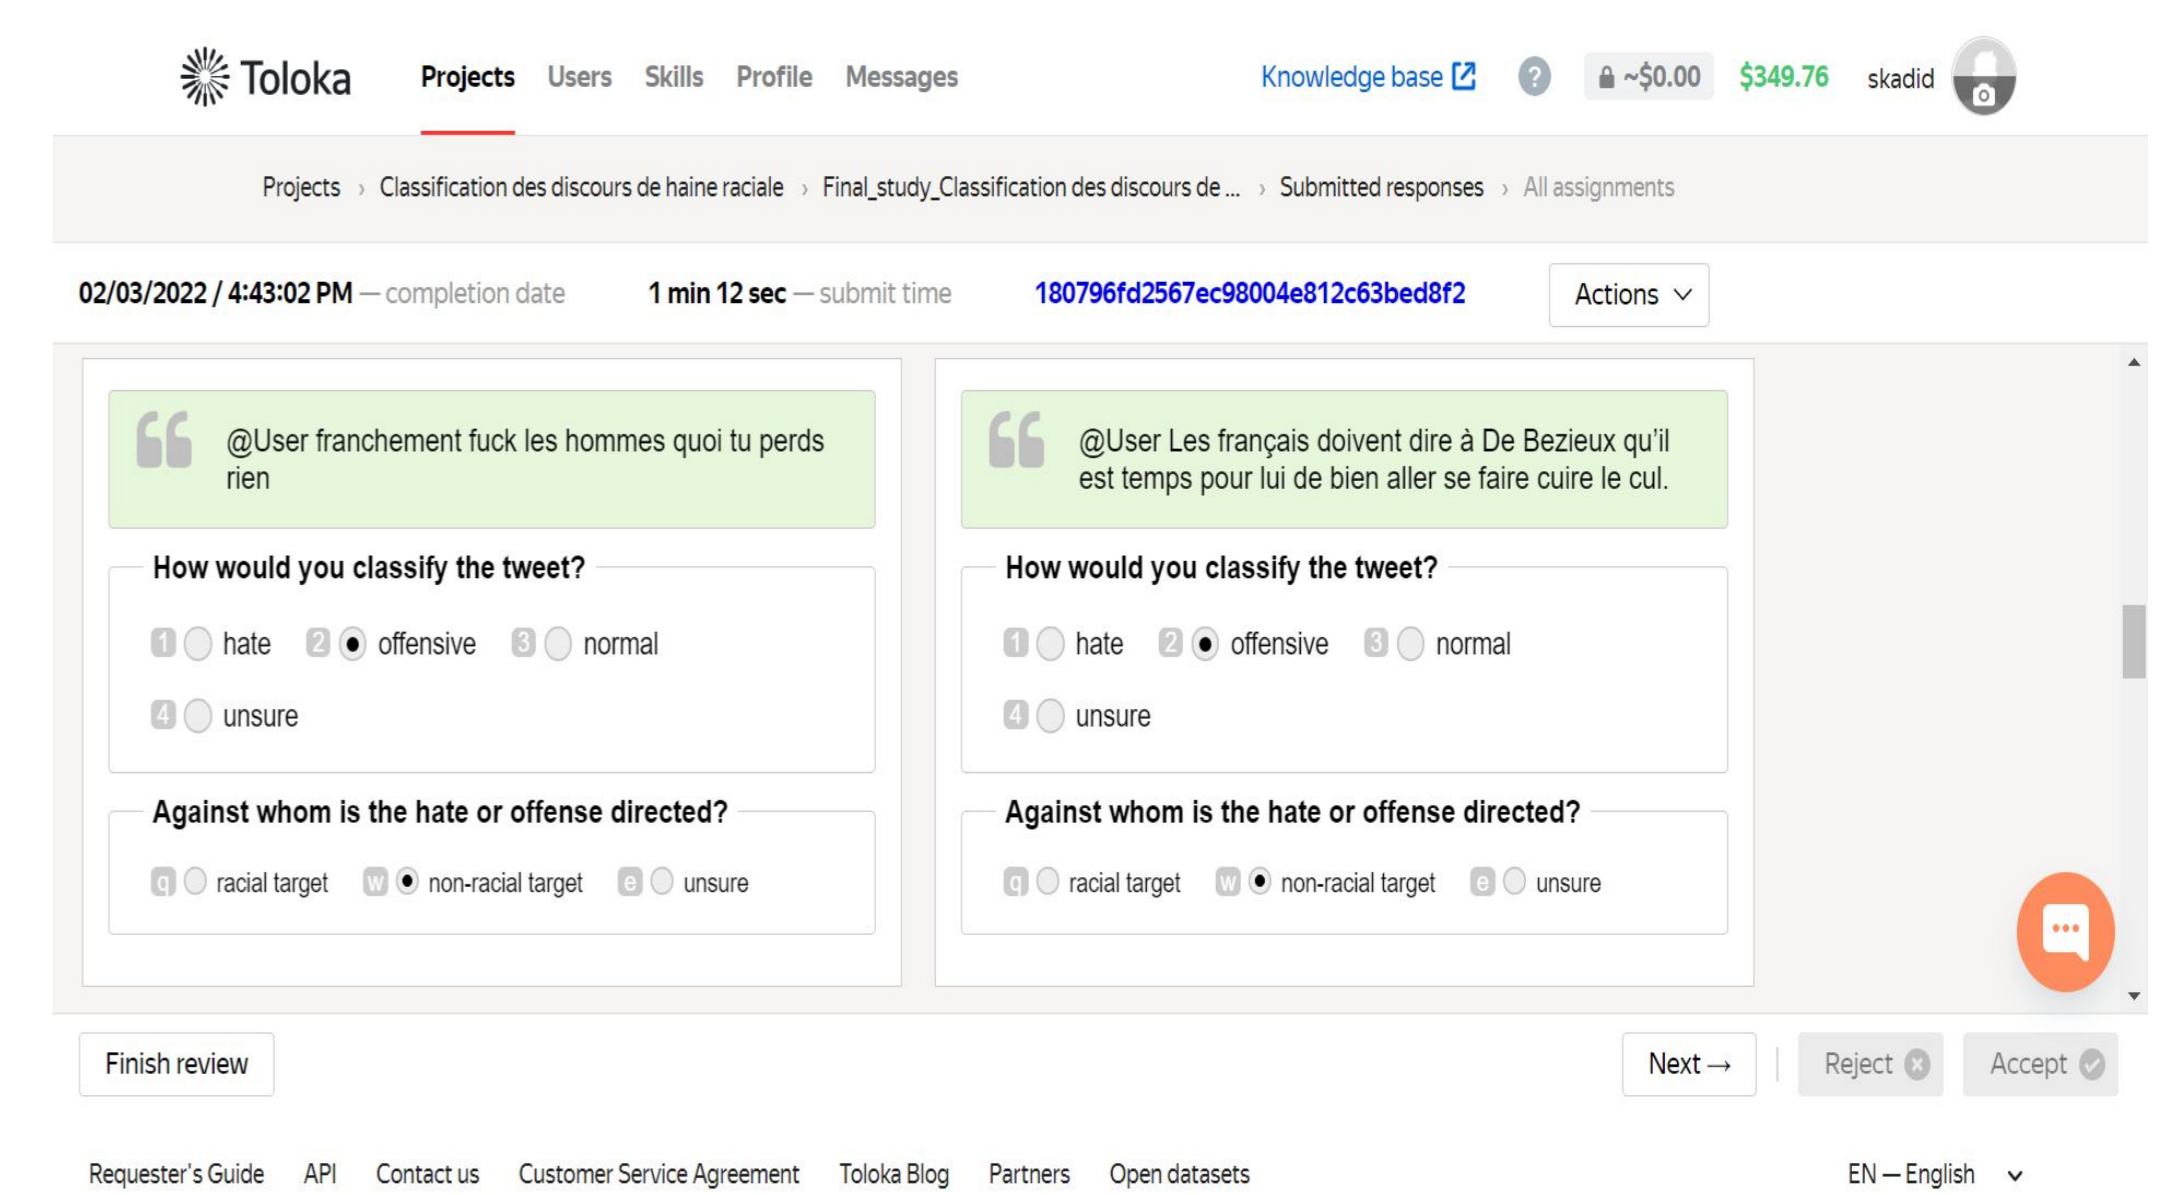 Toloka Projects Users Skills Profile Messages Knowledge base ? ~$0.00 $349.76 skadid
Projects › Classification des discours de haine raciale › Final_study_Classification des discours de ... › Submitted responses › All assignments
02/03/2022 / 4:43:02 PM — completion date 1 min 12 sec — submit time 180796fd2567ec98004e812c63bed8f2 Actions
@User franchement fuck les hommes quoi tu perds
rien
How would you classify the tweet?
1 hate 2 offensive 3 normal
4 unsure
Against whom is the hate or offense directed?
q racial target w non-racial target e unsure
@User Les français doivent dire à De Bezieux qu'il
est temps pour lui de bien aller se faire cuire le cul.
How would you classify the tweet?
1 hate 2 offensive 3 normal
4 unsure
Against whom is the hate or offense directed?
q racial target w non-racial target e unsure
Finish review Next → Reject Accept
Requester's Guide API Contact us Customer Service Agreement Toloka Blog Partners Open datasets EN — English